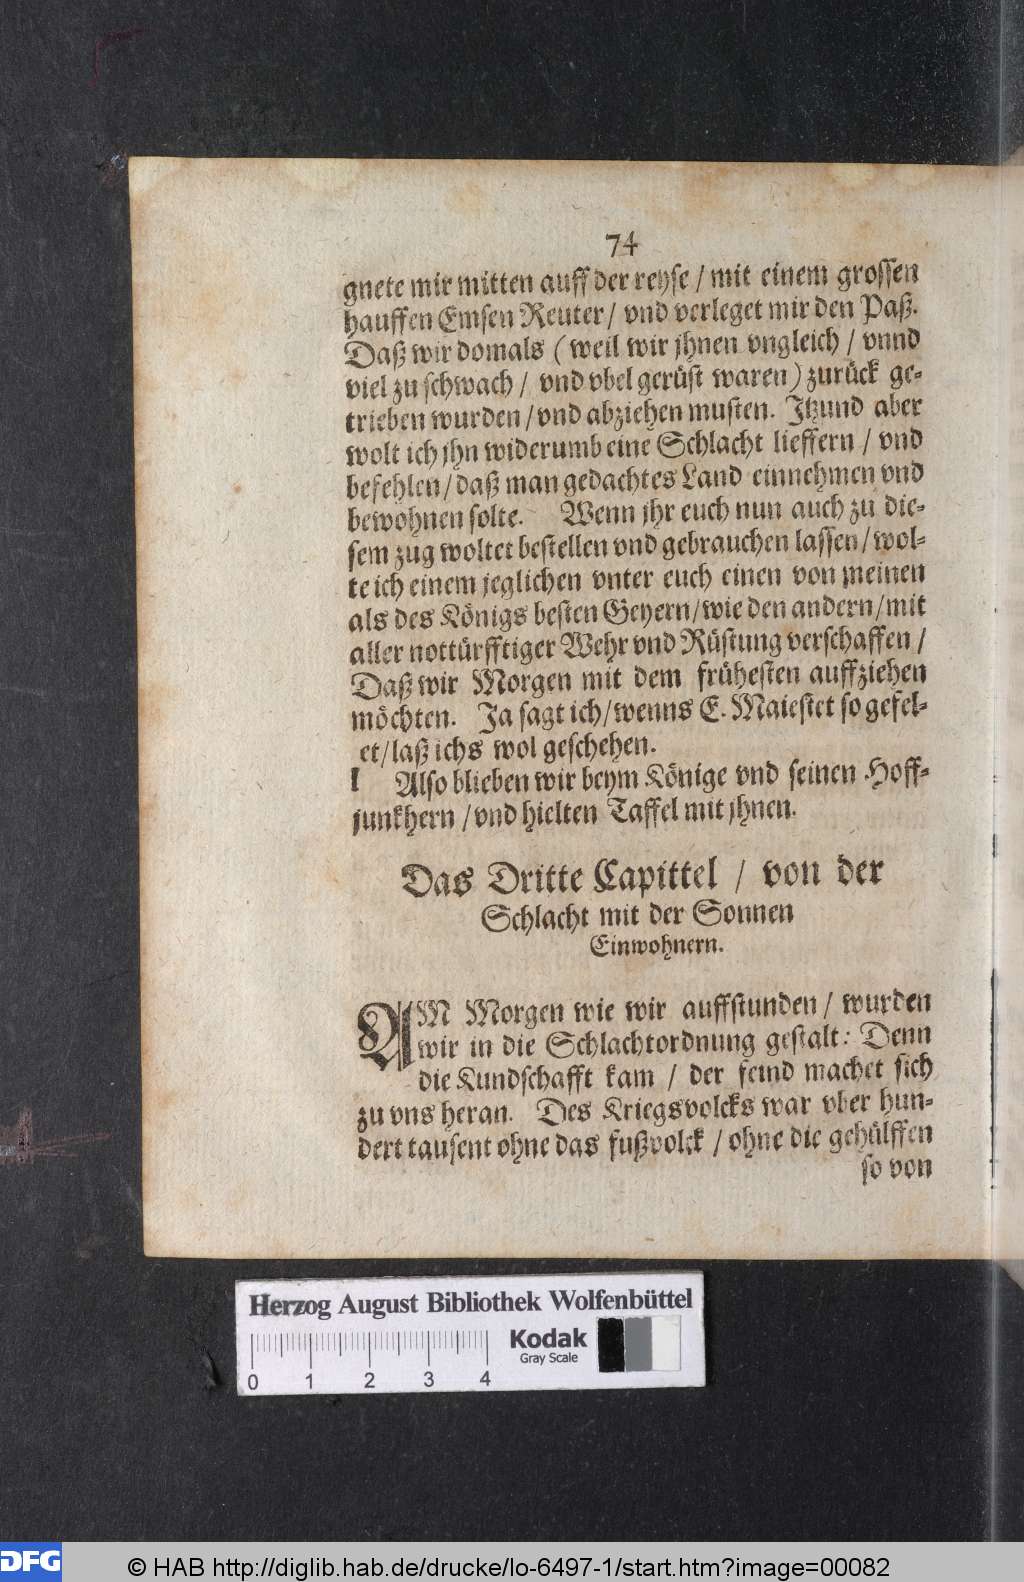 74
gnete mir mitten auff der reyse / mit einem grossen
hauffen Emsen Reuter / vnd verleget mir den Paß.
Daß wir domals ( weil wir jhnen vngleich / vnnd
viel zu schwach / vnd vbel gerüst waren ) zurück ge-
trieben wurden / vnd abziehen musten. Itzund aber
wolt ich jhn widerumb eine Schlacht lieffern / vnd
befehlen / daß man gedachtes Land einnehmen vnd
bewohnen solte. Wenn jhr euch nun auch zu die-
sem zug woltet bestellen vnd gebrauchen lassen / wol-
te ich einem jeglichen vnter euch einen von meinen
als des Königs besten Geyern / wie den andern / mit
aller nottürfftiger Wehr vnd Rüstung verschaffen /
Daß wir Morgen mit dem frühesten auffziehen
möchten. Ja sagt ich / wenns E. Maiestet so gefel-
et / laß ichs wol geschehen.
l Also blieben wir beym Könige vnd seinen Hoff-
junkhern / vnd hielten Taffel mit jhnen.
Das Dritte Capittel / von der
Schlacht mit der Sonnen
Einwohnern.
AM Morgen wie wir auffstunden / wurden
wir in die Schlachtordnung gestalt: Denn
die Kundschafft kam / der feind machet sich
zu vns heran. Des Kriegsvolcks war vber hun-
dert tausent ohne das fußvolck / ohne die gehülffen
so von
Herzog August Bibliothek Wolfenbüttel
Kodak
Gray Scale
0 1 2 3 4
DFG
© HAB http://diglib.hab.de/drucke/lo-6497-1/start.htm?image=00082